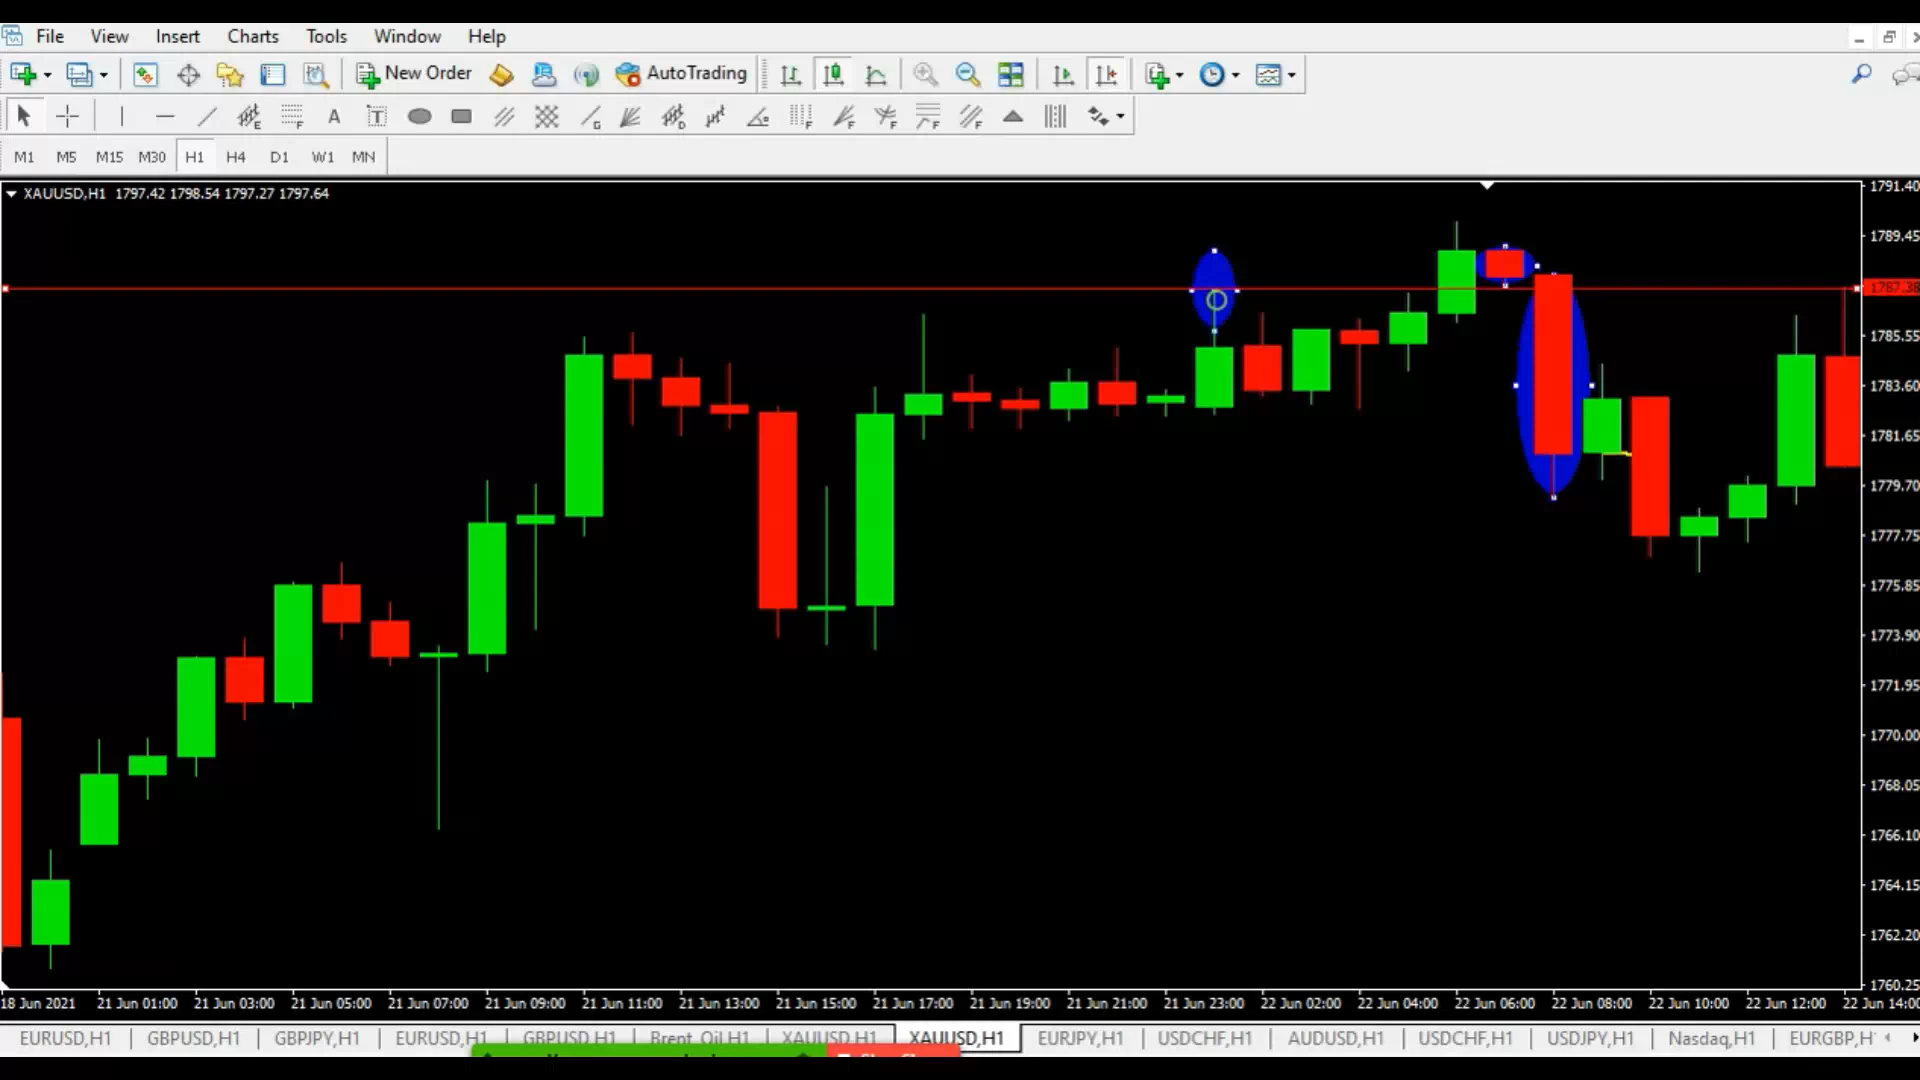 File View Insert Charts Tools Window Help
New Order AutoTrading
M1 M5 M15 M30 H1 H4 D1 W1 MN
XAUUSD,H1 1797.42 1798.54 1797.27 1797.64
1791.40
1789.45
1787.38
1785.55
1783.60
1781.65
1779.70
1777.75
1775.85
1773.90
1771.95
1770.00
1768.05
1766.10
1764.15
1762.20
1760.25
18 Jun 2021 21 Jun 01:00 21 Jun 03:00 21 Jun 05:00 21 Jun 07:00 21 Jun 09:00 21 Jun 11:00 21 Jun 13:00 21 Jun 15:00 21 Jun 17:00 21 Jun 19:00 21 Jun 21:00 21 Jun 23:00 22 Jun 02:00 22 Jun 04:00 22 Jun 06:00 22 Jun 08:00 22 Jun 10:00 22 Jun 12:00 22 Jun 14:00
EURUSD,H1 GBPUSD,H1 GBPJPY,H1 EURUSD,H1 GBPUSD,H1 Brent_Oil,H1 XAUUSD,H1 XAUUSD,H1 EURJPY,H1 USDCHF,H1 AUDUSD,H1 USDCHF,H1 USDJPY,H1 Nasdaq,H1 EURGBP,H